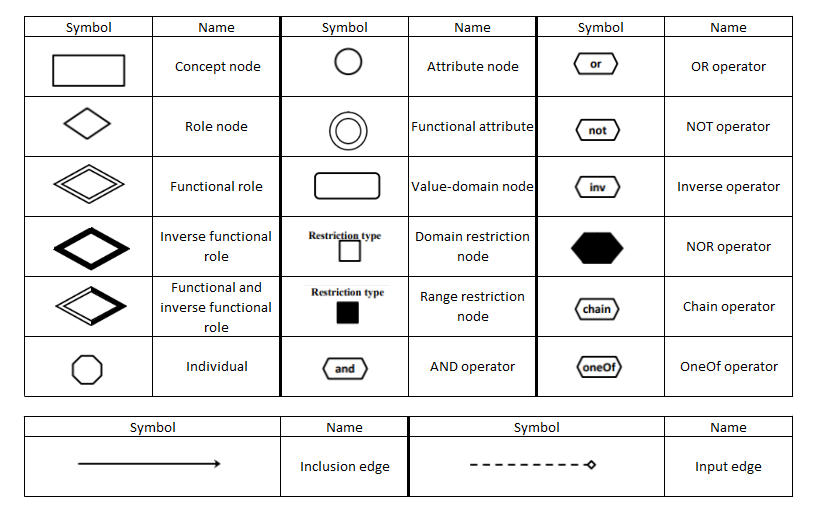 Symbol Name Symbol Name Symbol Name
Concept node Attribute node or OR operator
Role node Functional attribute not NOT operator
Functional role Value-domain node inv Inverse operator
Inverse functional
role
Restriction type
Domain restriction
node
NOR operator
Functional and
inverse functional
role
Restriction type
Range restriction
node
chain Chain operator
Individual and AND operator oneOf OneOf operator
Symbol Name Symbol Name
Inclusion edge Input edge